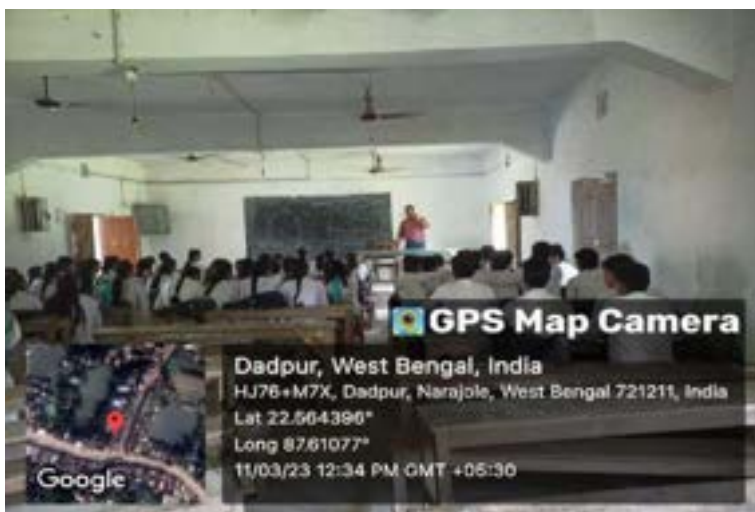 GPS Map Camera
Dadpur, West Bengal, India
HJ76+M7X, Dadpur, Narajole, West Bengal 721211, India
Lat 22.564396°
Long 87.61077°
11/03/23 12:34 PM GMT +05:30
Google